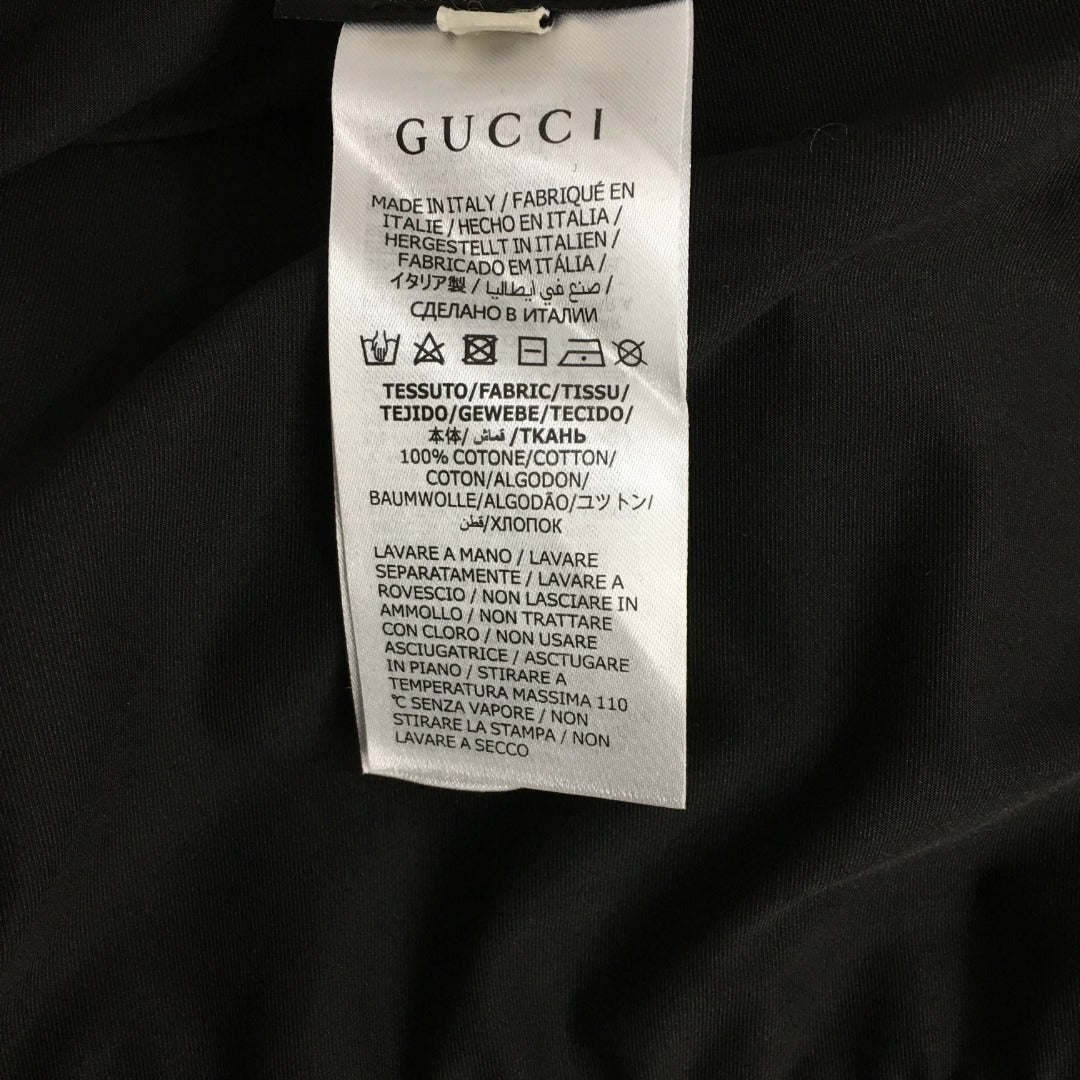 GUCCI
MADE IN ITALY / FABRIQUÉ EN
ITALIE / HECHO EN ITALIA /
HERGESTELLT IN ITALIEN /
FABRICADO EM ITÁLIA /
イタリア製 / صنع في ايطاليا /
СДЕЛАНО В ИТАЛИИ
TESSUTO/FABRIC/TISSU/
TEJIDO/GEWEBE/TECIDO/
本体/ قماش /ТКАНЬ
100% COTONE/COTTON/
COTON/ALGODON/
BAUMWOLLE/ALGODÃO/ユツトン/
قطن/ХЛОПОК
LAVARE A MANO / LAVARE
SEPARATAMENTE / LAVARE A
ROVESCIO / NON LASCIARE IN
AMMOLLO / NON TRATTARE
CON CLORO / NON USARE
ASCIUGATRICE / ASCTUGARE
IN PIANO / STIRARE A
TEMPERATURA MASSIMA 110
℃ SENZA VAPORE / NON
STIRARE LA STAMPA / NON
LAVARE A SECCO